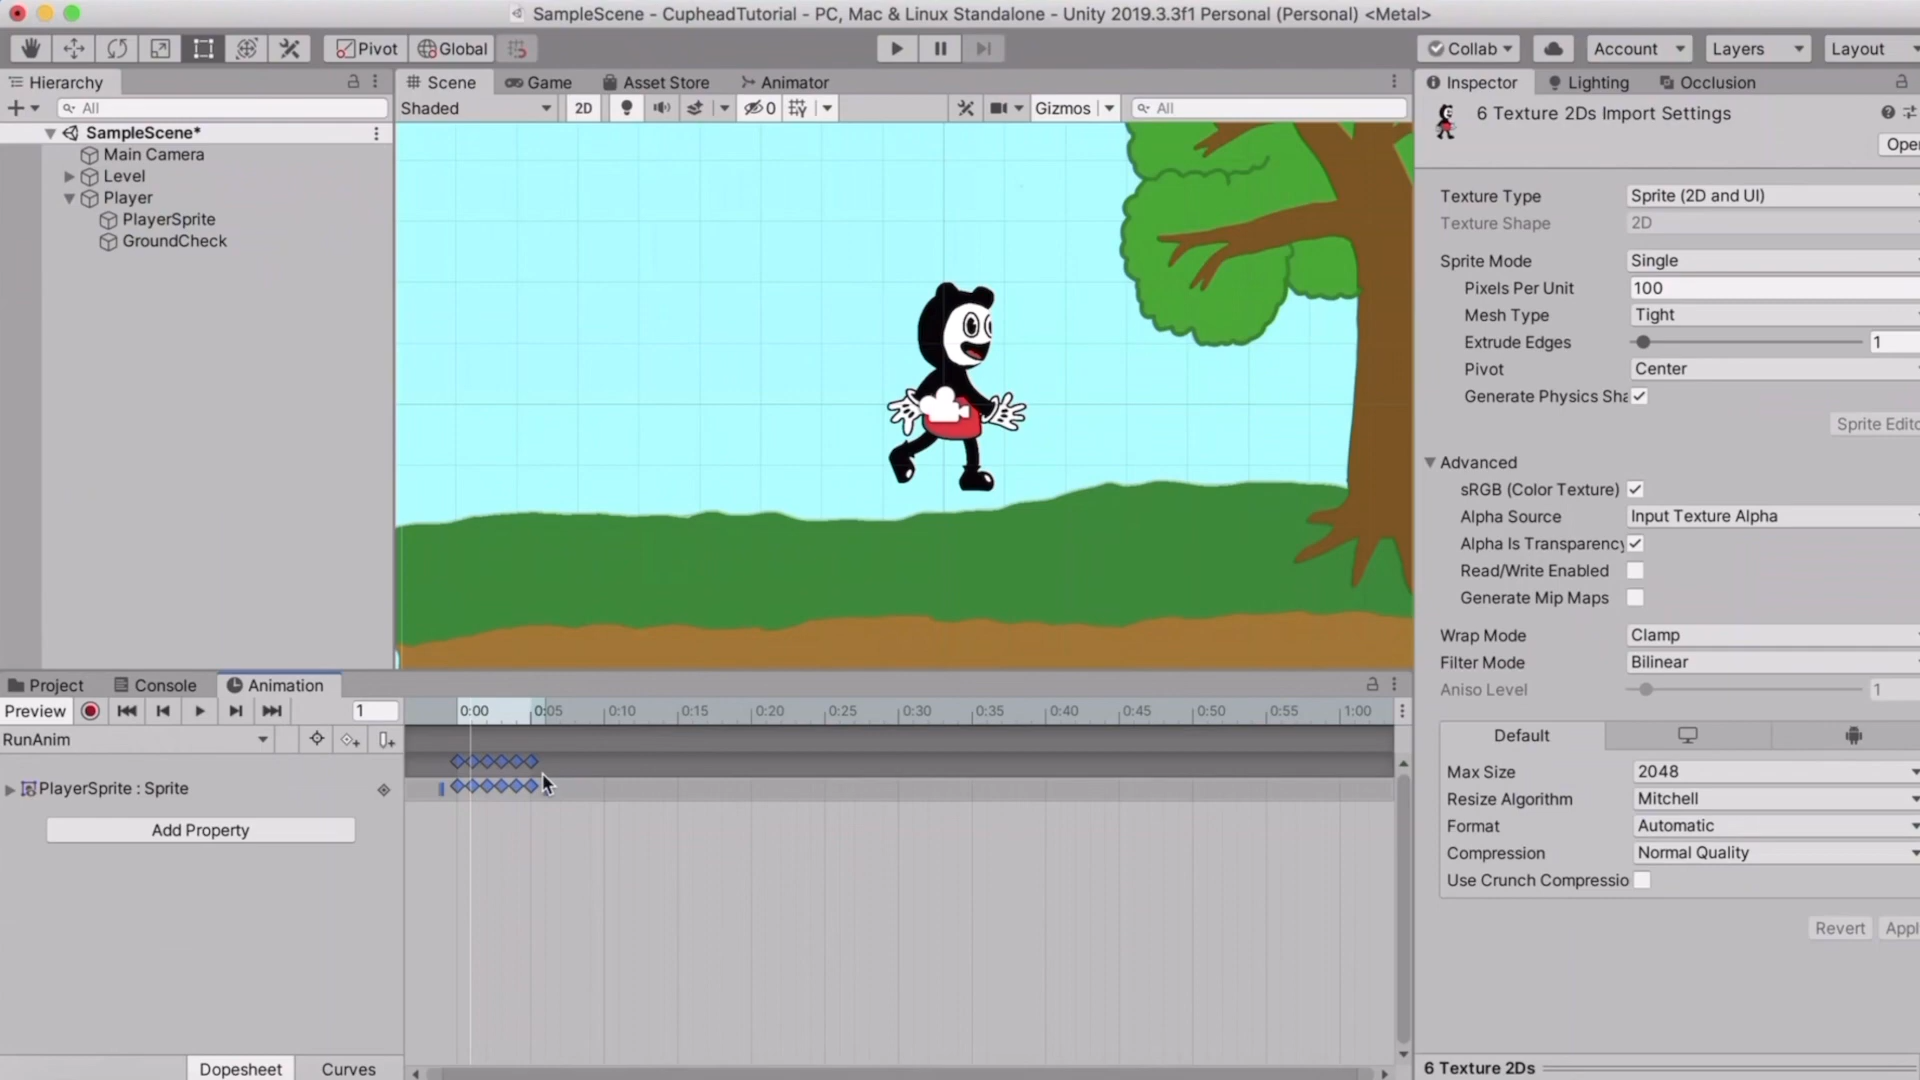 SampleScene - CupheadTutorial - PC, Mac & Linux Standalone - Unity 2019.3.3f1 Personal (Personal) <Metal>
Pivot Global Collab Account Layers Layout
Hierarchy
All
SampleScene*
Main Camera
Level
Player
PlayerSprite
GroundCheck
Scene Game Asset Store Animator
Shaded 2D 0 Gizmos All
Inspector Lighting Occlusion
6 Texture 2Ds Import Settings
Oper
Texture Type Sprite (2D and UI)
Texture Shape 2D
Sprite Mode Single
Pixels Per Unit 100
Mesh Type Tight
Extrude Edges 1
Pivot Center
Generate Physics Sha
Sprite Edito
Advanced
sRGB (Color Texture)
Alpha Source Input Texture Alpha
Alpha Is Transparency
Read/Write Enabled
Generate Mip Maps
Wrap Mode Clamp
Filter Mode Bilinear
Aniso Level 1
Default
Max Size 2048
Resize Algorithm Mitchell
Format Automatic
Compression Normal Quality
Use Crunch Compressio
Revert Appl
6 Texture 2Ds
Project Console Animation
Preview 1 0:00 0:05 0:10 0:15 0:20 0:25 0:30 0:35 0:40 0:45 0:50 0:55 1:00
RunAnim
PlayerSprite : Sprite
Add Property
Dopesheet Curves